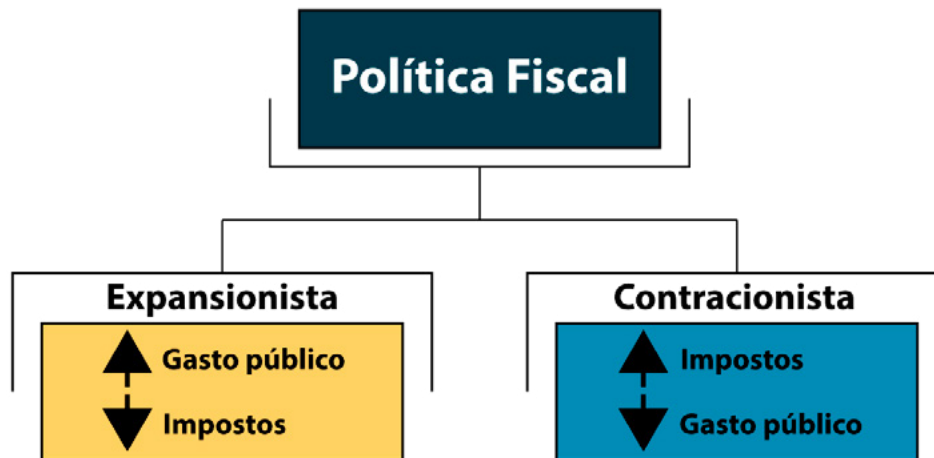 Política Fiscal
Expansionista
Gasto público
Impostos
Contracionista
Impostos
Gasto público